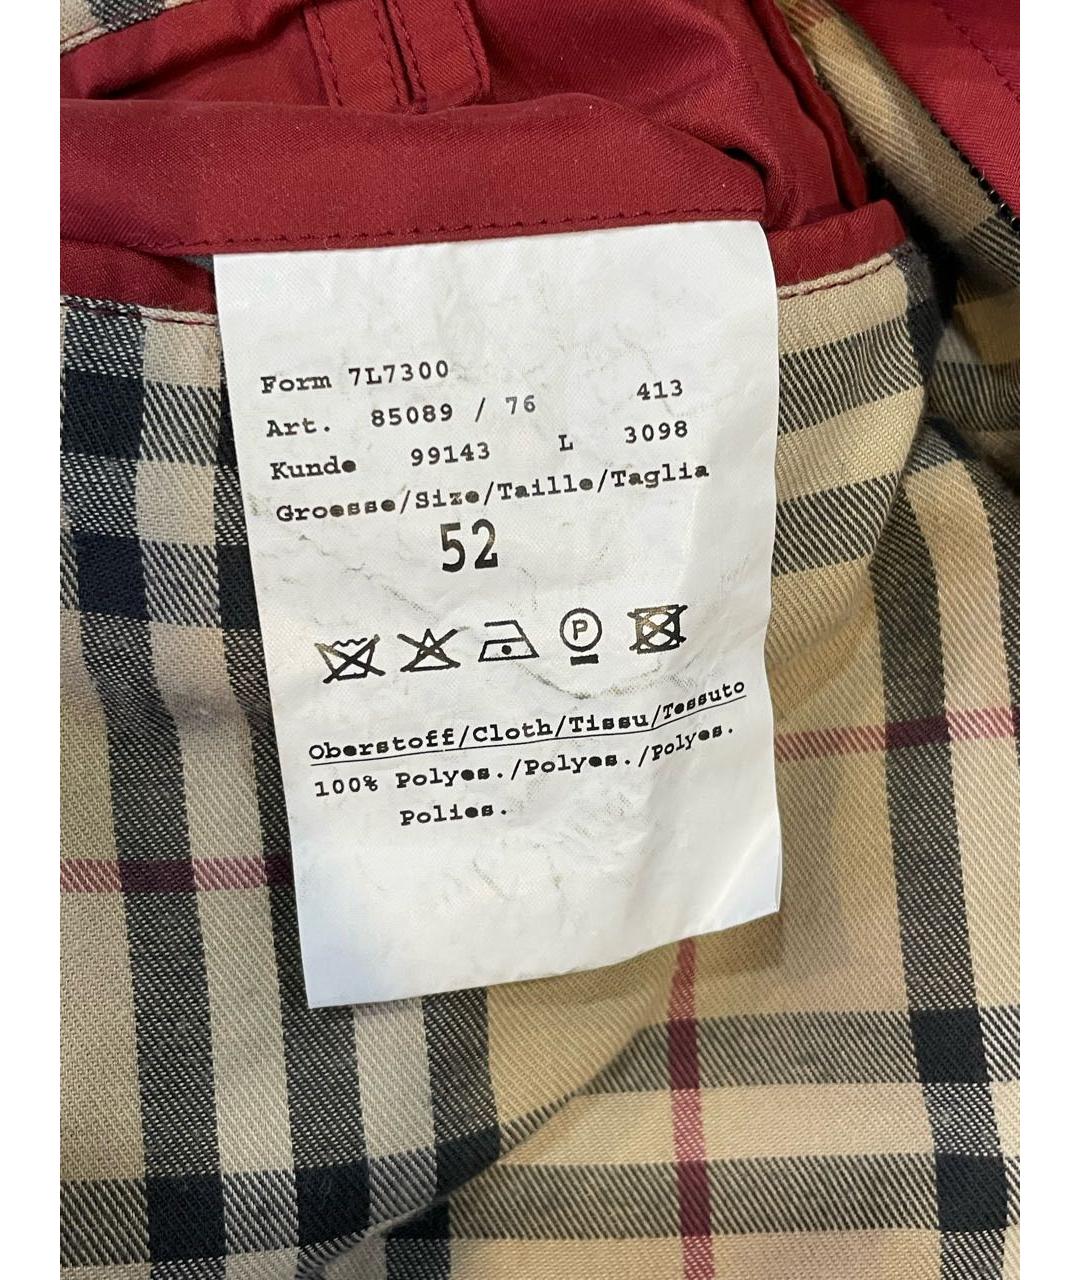 Form 7L7300
Art. 85089 / 76 413
Kunde 99143 L 3098
Groesse/Size/Taille/Taglia
52
P
Oberstoff/Cloth/Tissu/Tessuto
100% Polyes./Polyes./Polyes.
Polies.